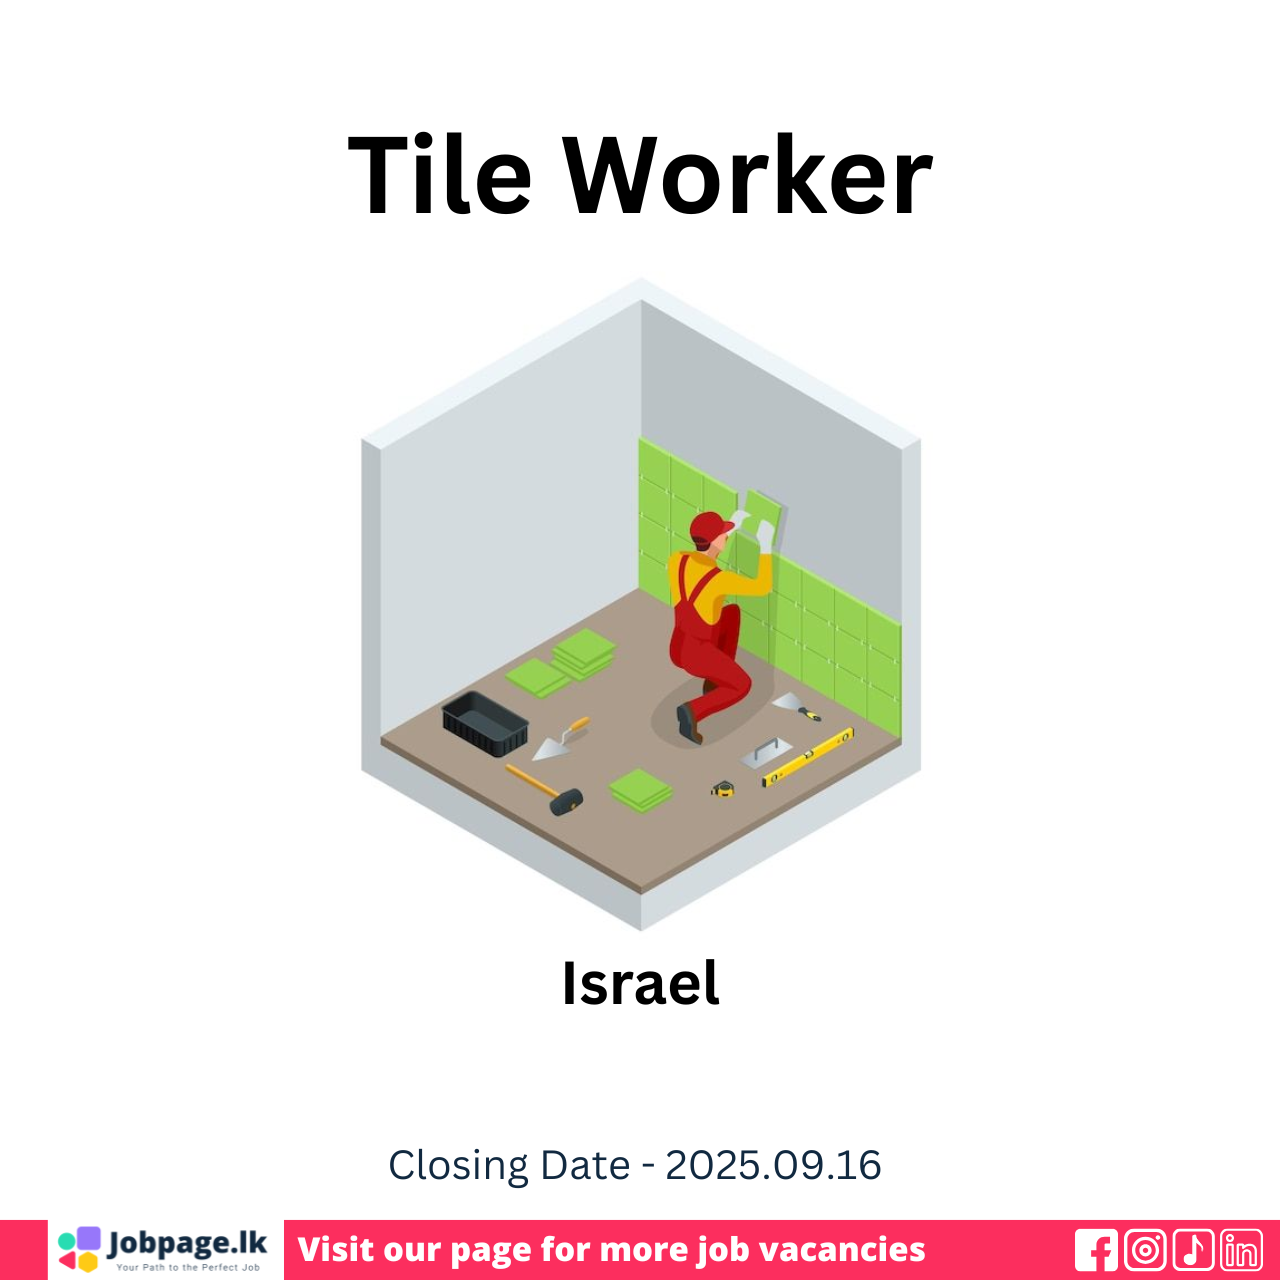 Tile Worker
Israel
Closing Date - 2025.09.16
Jobpage.lk
Your Path to the Perfect Job
Visit our page for more job vacancies